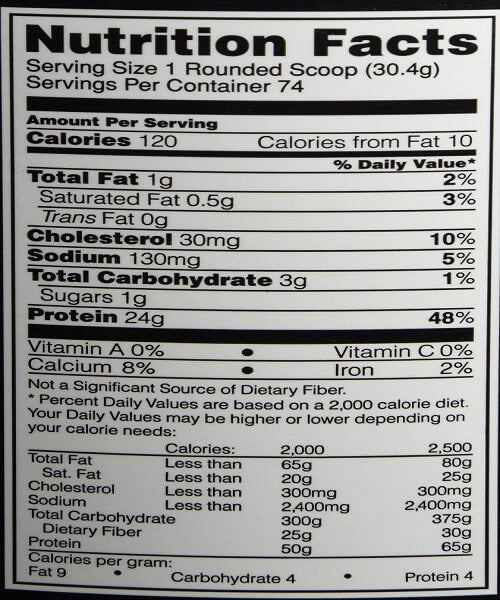 Nutrition Facts
Serving Size 1 Rounded Scoop (30.4g)
Servings Per Container 74
Amount Per Serving
Calories 120 Calories from Fat 10
% Daily Value*
Total Fat 1g 2%
Saturated Fat 0.5g 3%
Trans Fat 0g
Cholesterol 30mg 10%
Sodium 130mg 5%
Total Carbohydrate 3g 1%
Sugars 1g
Protein 24g 48%
Vitamin A 0% ● Vitamin C 0%
Calcium 8% ● Iron 2%
Not a Significant Source of Dietary Fiber.
* Percent Daily Values are based on a 2,000 calorie diet.
Your Daily Values may be higher or lower depending on
your calorie needs:
Calories: 2,000 2,500
Total Fat Less than 65g 80g
Sat. Fat Less than 20g 25g
Cholesterol Less than 300mg 300mg
Sodium Less than 2,400mg 2,400mg
Total Carbohydrate 300g 375g
Dietary Fiber 25g 30g
Protein 50g 65g
Calories per gram:
Fat 9 • Carbohydrate 4 • Protein 4